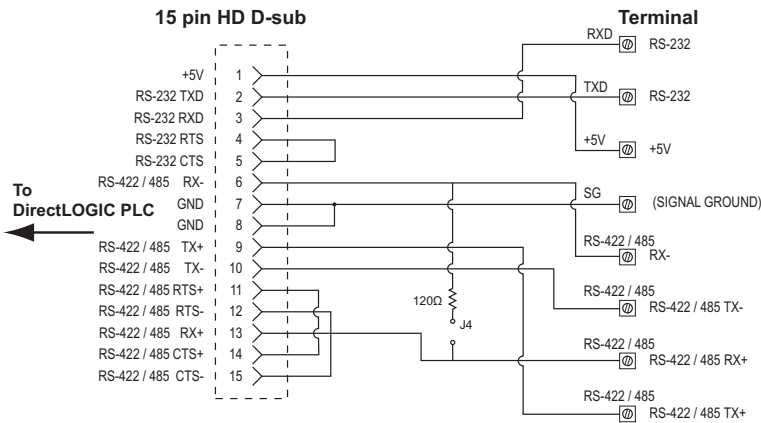 15 pin HD D-sub
Terminal
+5V 1
RS-232 TXD 2
RS-232 RXD 3
RS-232 RTS 4
RS-232 CTS 5
RS-422 / 485 RX- 6
GND 7
GND 8
RS-422 / 485 TX+ 9
RS-422 / 485 TX- 10
RS-422 / 485 RTS+ 11
RS-422 / 485 RTS- 12
RS-422 / 485 RX+ 13
RS-422 / 485 CTS+ 14
RS-422 / 485 CTS- 15
To
DirectLOGIC PLC
120Ω
J4
RXD RS-232
TXD RS-232
+5V +5V
SG (SIGNAL GROUND)
RS-422 / 485
RX-
RS-422 / 485
RS-422 / 485 TX-
RS-422 / 485
RS-422 / 485 RX+
RS-422 / 485
RS-422 / 485 TX+